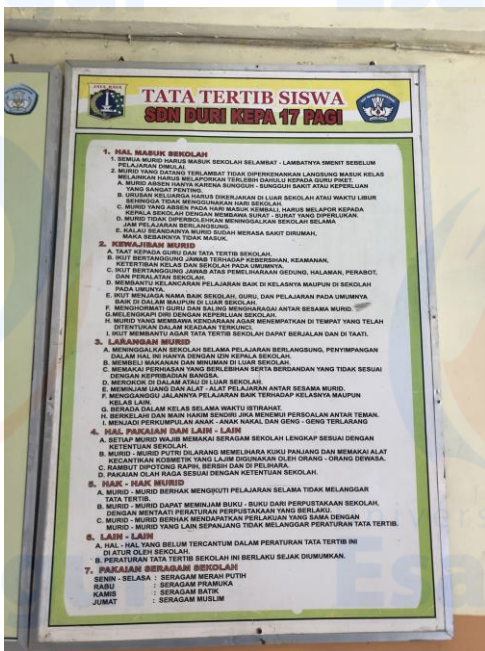 JAYA RAYA
TATA TERTIB SISWA
SDN DURI KEPA 17 PAGI
1. HAL MASUK SEKOLAH
1. SEMUA MURID HARUS MASUK SEKOLAH SELAMBAT - LAMBATNYA 5MENIT SEBELUM
PELAJARAN DIMULAI.
2. MURID YANG DATANG TERLAMBAT TIDAK DIPERKENANKAN LANGSUNG MASUK KELAS
MELAINKAN HARUS MELAPORKAN TERLEBIH DAHULU KEPADA GURU PIKET.
A. MURID ABSEN HANYA KARENA SUNGGUH - SUNGGUH SAKIT ATAU KEPERLUAN
YANG SANGAT PENTING.
B. URUSAN KELUARGA HARUS DIKERJAKAN DI LUAR SEKOLAH ATAU WAKTU LIBUR
SEHINGGA TIDAK MENGGUNAKAN HARI SEKOLAH.
C. MURID YANG ABSEN PADA HARI MASUK KEMBALI, HARUS MELAPOR KEPADA
KEPALA SEKOLAH DENGAN MEMBAWA SURAT - SURAT YANG DIPERLUKAN.
D. MURID TIDAK DIPERBOLEHKAN MENINGGALKAN SEKOLAH SELAMA
JAM PELAJARAN BERLANGSUNG.
E. KALAU SEANDAINYA MURID SUDAH MERASA SAKIT DIRUMAH,
MAKA SEBAIKNYA TIDAK MASUK.
2. KEWAJIBAN MURID
A. TAAT KEPADA GURU DAN TATA TERTIB SEKOLAH.
B. IKUT BERTANGGUNG JAWAB TERHADAP KEBERSIHAN, KEAMANAN,
KETERTIBAN KELAS DAN SEKOLAH PADA UMUMNYA.
C. IKUT BERTANGGUNG JAWAB ATAS PEMELIHARAAN GEDUNG, HALAMAN, PERABOT,
DAN PERALATAN SEKOLAH.
D. MEMBANTU KELANCARAN PELAJARAN BAIK DI KELASNYA MAUPUN DI SEKOLAH
PADA UMUNYA.
E. IKUT MENJAGA NAMA BAIK SEKOLAH, GURU, DAN PELAJARAN PADA UMUMNYA
BAIK DI DALAM MAUPUN DI LUAR SEKOLAH.
F. MENGHORMATI GURU DAN SALING MENGHARAGAI ANTAR SESAMA MURID.
G.MELENGKAPI DIRI DENGAN KEPERLUAN SEKOLAH.
H. MURID YANG MEMBAWA KENDARAAN AGAR MENEMPATKAN DI TEMPAT YANG TELAH
DITENTUKAN DALAM KEADAAN TERKUNCI.
I. IKUT MEMBANTU AGAR TATA TERTIB SEKOLAH DAPAT BERJALAN DAN DI TAATI.
3. LARANGAN MURID
A. MENINGGALKAN SEKOLAH SELAMA PELAJARAN BERLANGSUNG, PENYIMPANGAN
DALAM HAL INI HANYA DENGAN IZIN KEPALA SEKOLAH.
B. MEMBELI MAKANAN DAN MINUMAN DI LUAR SEKOLAH.
C. MEMAKAI PERHIASAN YANG BERLEBIHAN SERTA BERDANDAN YANG TIDAK SESUAI
DENGAN KEPRIBADIAN BANGSA.
D. MEROKOK DI DALAM ATAU DI LUAR SEKOLAH.
E. MEMINJAM UANG DAN ALAT - ALAT PELAJARAN ANTAR SESAMA MURID.
F. MENGGANGGU JALANNYA PELAJARAN BAIK TERHADAP KELASNYA MAUPUN
KELAS LAIN.
G. BERADA DALAM KELAS SELAMA WAKTU ISTIRAHAT.
H. BERKELAHI DAN MAIN HAKIM SENDIRI JIKA MENEMUI PERSOALAN ANTAR TEMAN.
I. MENJADI PERKUMPULAN ANAK - ANAK NAKAL DAN GENG - GENG TERLARANG
4. HAL PAKAIAN DAN LAIN - LAIN
A. SETIAP MURID WAJIB MEMAKAI SERAGAM SEKOLAH LENGKAP SESUAI DENGAN
KETENTUAN SEKOLAH.
B. MURID - MURID PUTRI DILARANG MEMELIHARA KUKU PANJANG DAN MEMAKAI ALAT
KECANTIKAN KOSMETIK YANG LAJIM DIGUNAKAN OLEH ORANG - ORANG DEWASA.
C. RAMBUT DIPOTONG RAPIH, BERSIH DAN DI PELIHARA.
D. PAKAIAN OLAH RAGA SESUAI DENGAN KETENTUAN SEKOLAH.
5. HAK - HAK MURID
A. MURID - MURID BERHAK MENGIKUTI PELAJARAN SELAMA TIDAK MELANGGAR
TATA TERTIB.
B. MURID - MURID DAPAT MEMINJAM BUKU - BUKU DARI PERPUSTAKAAN SEKOLAH,
DENGAN MENTAATI PERATURAN PERPUSTAKAAN YANG BERLAKU.
C. MURID - MURID BERHAK MENDAPATKAN PERLAKUAN YANG SAMA DENGAN
MURID - MURID YANG LAIN SEPANJANG TIDAK MELANGGAR PERATURAN TATA TERTIB.
6. LAIN - LAIN
A. HAL - HAL YANG BELUM TERCANTUM DALAM PERATURAN TATA TERTIB INI
DI ATUR OLEH SEKOLAH.
B. PERATURAN TATA TERTIB SEKOLAH INI BERLAKU SEJAK DIUMUMKAN.
7. PAKAIAN SERAGAM SEKOLAH
SENIN - SELASA : SERAGAM MERAH PUTIH
RABU : SERAGAM PRAMUKA
KAMIS : SERAGAM BATIK
JUMAT : SERAGAM MUSLIM